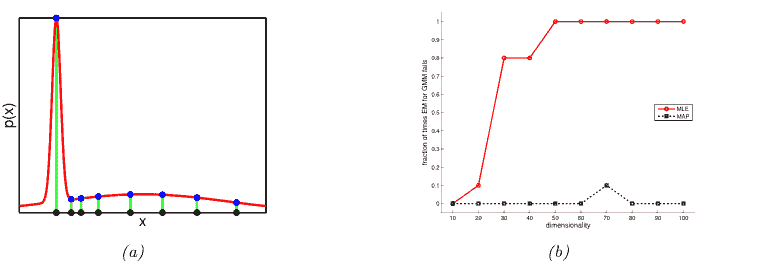 p(x)
x
(a)
fraction of times EM for GMM fails
1
0.9
0.8
0.7
0.6
0.5
0.4
0.3
0.2
0.1
0
10 20 30 40 50 60 70 80 90 100
dimensionality
MLE
MAP
(b)